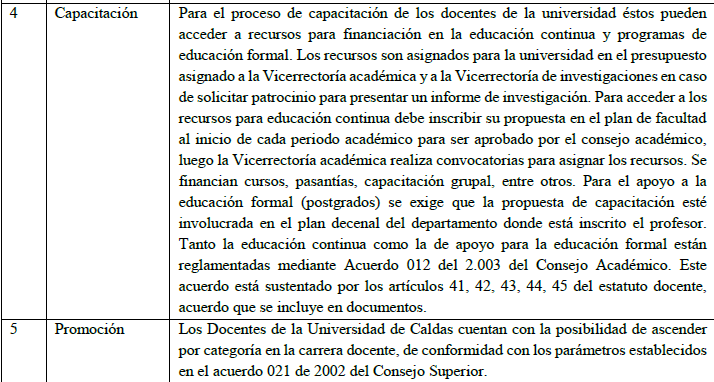 4 Capacitación Para el proceso de capacitación de los docentes de la universidad éstos pueden
acceder a recursos para financiación en la educación continua y programas de
educación formal. Los recursos son asignados para la universidad en el presupuesto
asignado a la Vicerrectoría académica y a la Vicerrectoría de investigaciones en caso
de solicitar patrocinio para presentar un informe de investigación. Para acceder a los
recursos para educación continua debe inscribir su propuesta en el plan de facultad
al inicio de cada periodo académico para ser aprobado por el consejo académico,
luego la Vicerrectoría académica realiza convocatorias para asignar los recursos. Se
financian cursos, pasantías, capacitación grupal, entre otros. Para el apoyo a la
educación formal (postgrados) se exige que la propuesta de capacitación esté
involucrada en el plan decenal del departamento donde está inscrito el profesor.
Tanto la educación continua como la de apoyo para la educación formal están
reglamentadas mediante Acuerdo 012 del 2.003 del Consejo Académico. Este
acuerdo está sustentado por los artículos 41, 42, 43, 44, 45 del estatuto docente,
acuerdo que se incluye en documentos.
5 Promoción Los Docentes de la Universidad de Caldas cuentan con la posibilidad de ascender
por categoría en la carrera docente, de conformidad con los parámetros establecidos
en el acuerdo 021 de 2002 del Consejo Superior.